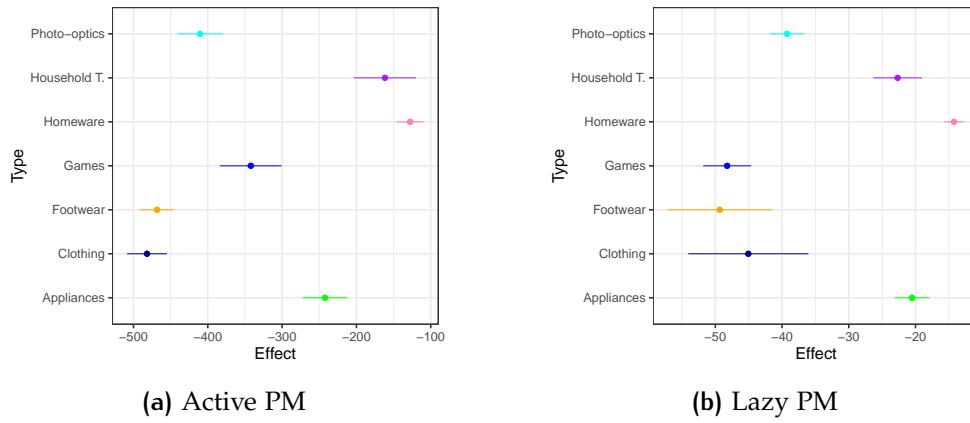 Photo−optics
Household T.
Homeware
Games
Footwear
Clothing
Appliances
Type
−500 −400 −300 −200 −100
Effect
(a) Active PM
Photo−optics
Household T.
Homeware
Games
Footwear
Clothing
Appliances
Type
−50 −40 −30 −20
Effect
(b) Lazy PM